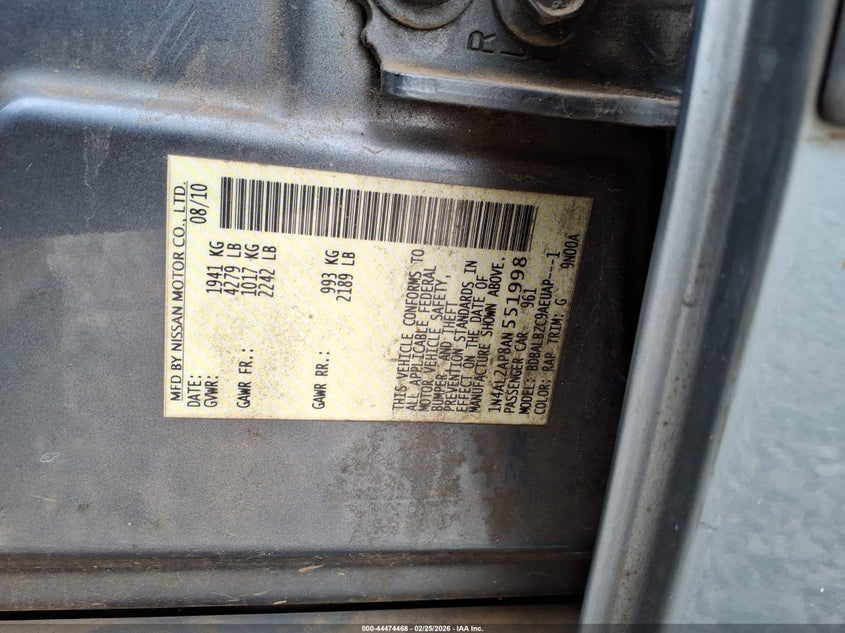 R
MFD BY NISSAN MOTOR CO., LTD.
DATE: 08/10
GVWR: 1941 KG
4279 LB
GAWR FR.: 1017 KG
2242 LB
GAWR RR.: 993 KG
2189 LB
THIS VEHICLE CONFORMS TO
ALL APPLICABLE FEDERAL
MOTOR VEHICLE SAFETY,
BUMPER, AND THEFT
PREVENTION STANDARDS IN
EFFECT ON THE DATE OF
MANUFACTURE SHOWN ABOVE.
1N4AL2AP8AN551998
PASSENGER CAR 961
MODEL: BDBALBZC9AEUAP---1
COLOR: RAP TRIM: G 9N00A
000-44474468 - 02/25/2026 - IAA Inc.